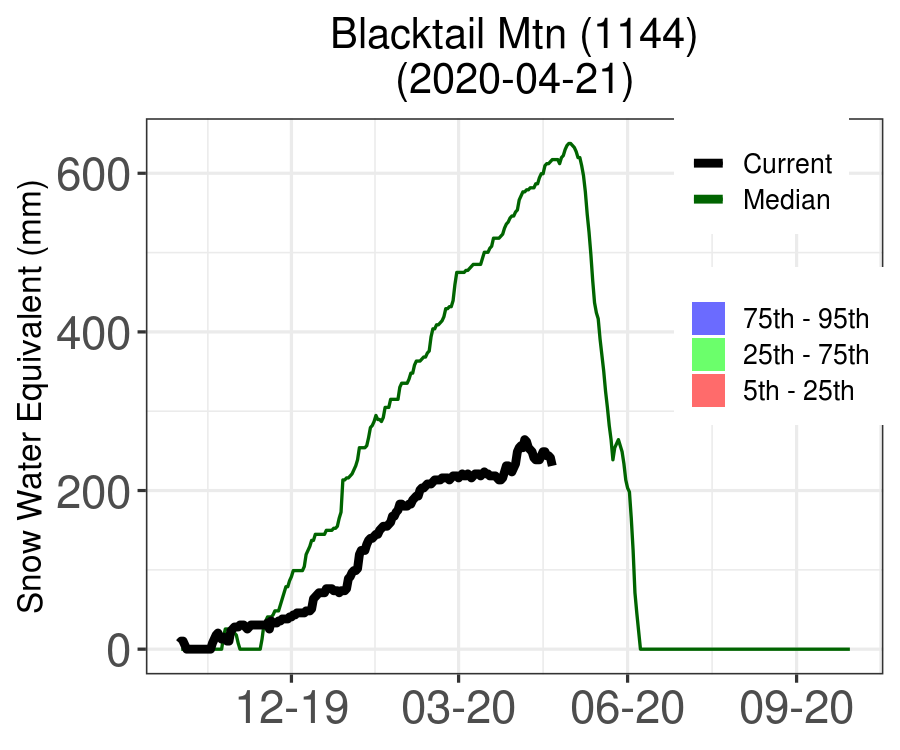 Blacktail Mtn (1144)
(2020-04-21)
Snow Water Equivalent (mm)
600
400
200
0
12-19
03-20
06-20
09-20
Current
Median
75th - 95th
25th - 75th
5th - 25th